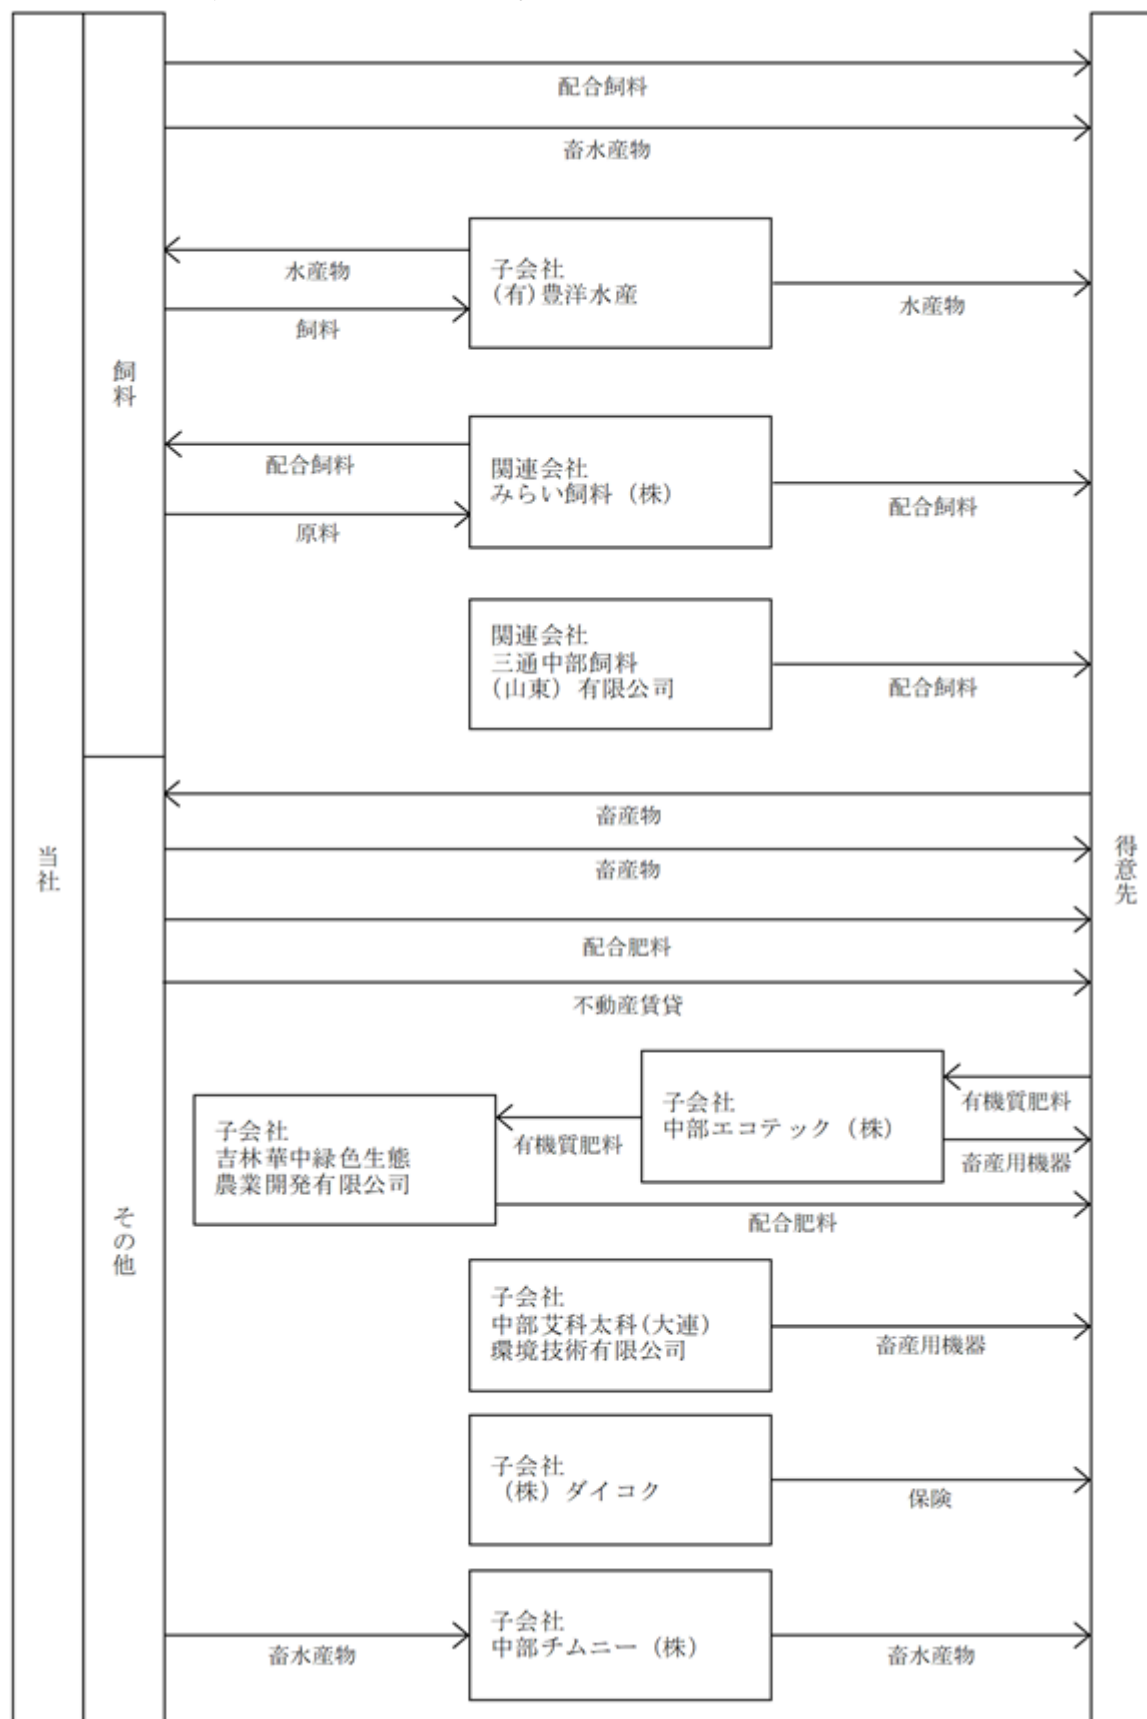 配合飼料
畜水産物
子会社
(有)豊洋水産
水産物
飼料
水産物
飼料
関連会社
みらい飼料（株）
配合飼料
原料
配合飼料
関連会社
三通中部飼料
(山東）有限公司
配合飼料
当社
得意先
畜産物
畜産物
配合肥料
不動産賃貸
子会社
中部エコテック（株）
有機質肥料
畜産用機器
子会社
吉林華中緑色生態
農業開発有限公司
有機質肥料
配合肥料
その他
子会社
中部艾科太科(大連）
環境技術有限公司
畜産用機器
子会社
（株）ダイコク
保険
子会社
中部チムニー（株）
畜水産物
畜水産物